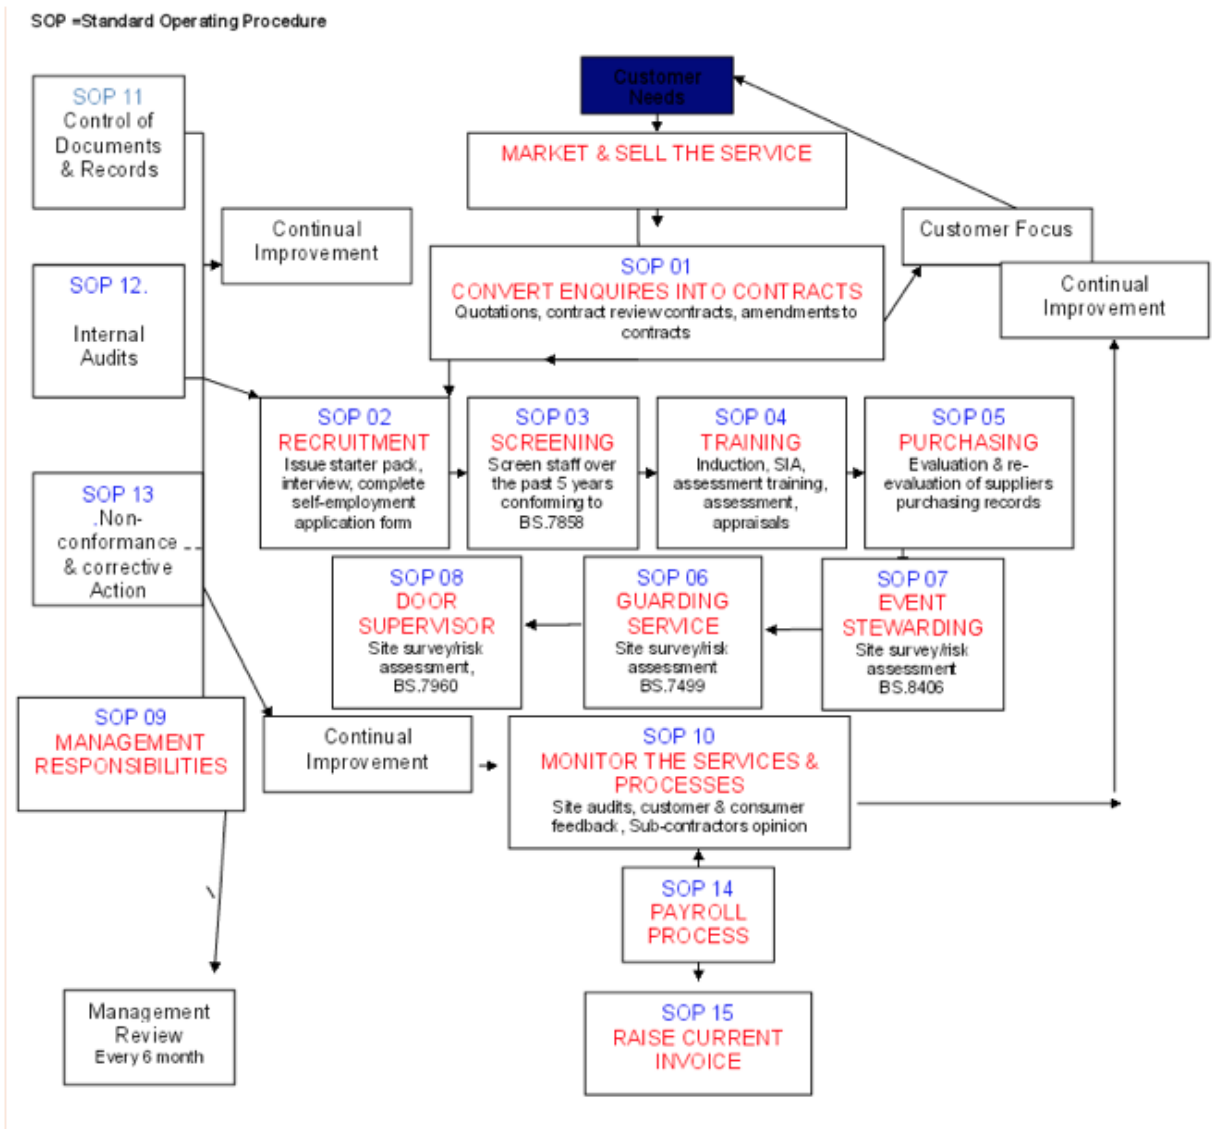 SOP =Standard Operating Procedure
Customer
Needs
SOP 11
Control of
Documents
& Records
MARKET & SELL THE SERVICE
Continual
Improvement
Customer Focus
SOP 12.
Internal
Audits
SOP 01
CONVERT ENQUIRES INTO CONTRACTS
Quotations, contract review contracts, amendments to
contracts
Continual
Improvement
SOP 02
RECRUITMENT
Issue starter pack,
interview, complete
self-employment
application form
SOP 03
SCREENING
Screen staff over
the past 5 years
conforming to
BS.7858
SOP 04
TRAINING
Induction, SIA,
assessment training,
assessment,
appraisals
SOP 05
PURCHASING
Evaluation & re-
evaluation of suppliers
purchasing records
SOP 13
.Non-
conformance
& corrective
Action
SOP 08
DOOR
SUPERVISOR
Site survey/risk
assessment,
BS.7960
SOP 06
GUARDING
SERVICE
Site survey/risk
assessment
BS.7499
SOP 07
EVENT
STEWARDING
Site survey/risk
assessment
BS.8406
SOP 09
MANAGEMENT
RESPONSIBILITIES
Continual
Improvement
SOP 10
MONITOR THE SERVICES &
PROCESSES
Site audits, customer & consumer
feedback, Sub-contractors opinion
SOP 14
PAYROLL
PROCESS
Management
Review
Every 6 month
SOP 15
RAISE CURRENT
INVOICE